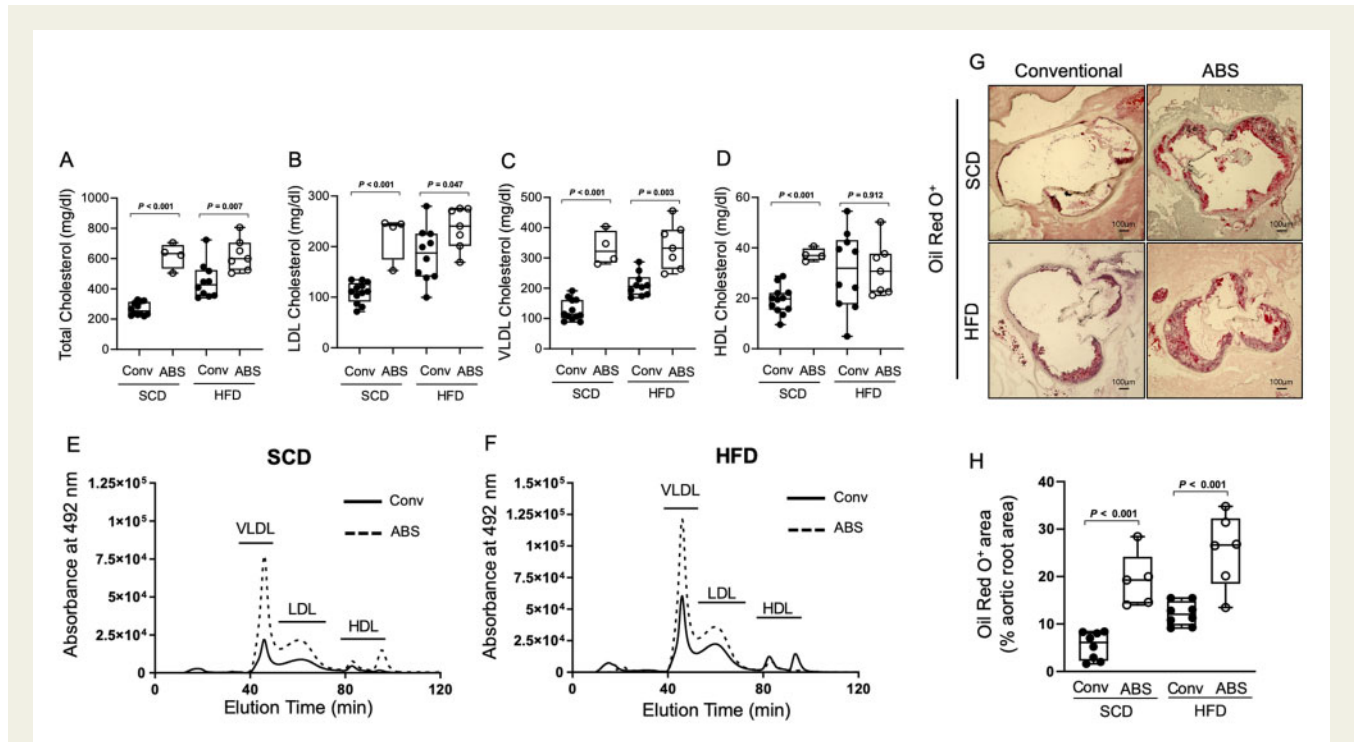 A
Total Cholesterol (mg/dl)
1000
800
600
400
200
0
P < 0.001
P = 0.007
Conv ABS Conv ABS
SCD HFD
B
LDL Cholesterol (mg/dl)
300
200
100
0
P < 0.001
P = 0.047
Conv ABS Conv ABS
SCD HFD
C
VLDL Cholesterol (mg/dl)
500
400
300
200
100
0
P < 0.001
P = 0.003
Conv ABS Conv ABS
SCD HFD
D
HDL Cholesterol (mg/dl)
60
40
20
0
P < 0.001
P = 0.912
Conv ABS Conv ABS
SCD HFD
G
Conventional ABS
Oil Red O⁺
SCD
HFD
100µm
100µm
100µm
100µm
E
SCD
Absorbance at 492 nm
1.25×10⁵
1×10⁵
7.5×10⁴
5×10⁴
2.5×10⁴
0
VLDL
LDL
HDL
Conv
ABS
0 40 80 120
Elution Time (min)
F
HFD
Absorbance at 492 nm
1.5×10⁵
1.25×10⁵
1×10⁵
7.5×10⁴
5×10⁴
2.5×10⁴
0
VLDL
LDL
HDL
Conv
ABS
0 40 80 120
Elution Time (min)
H
Oil Red O⁺ area
(% aortic root area)
40
30
20
10
0
P < 0.001
P < 0.001
Conv ABS Conv ABS
SCD HFD